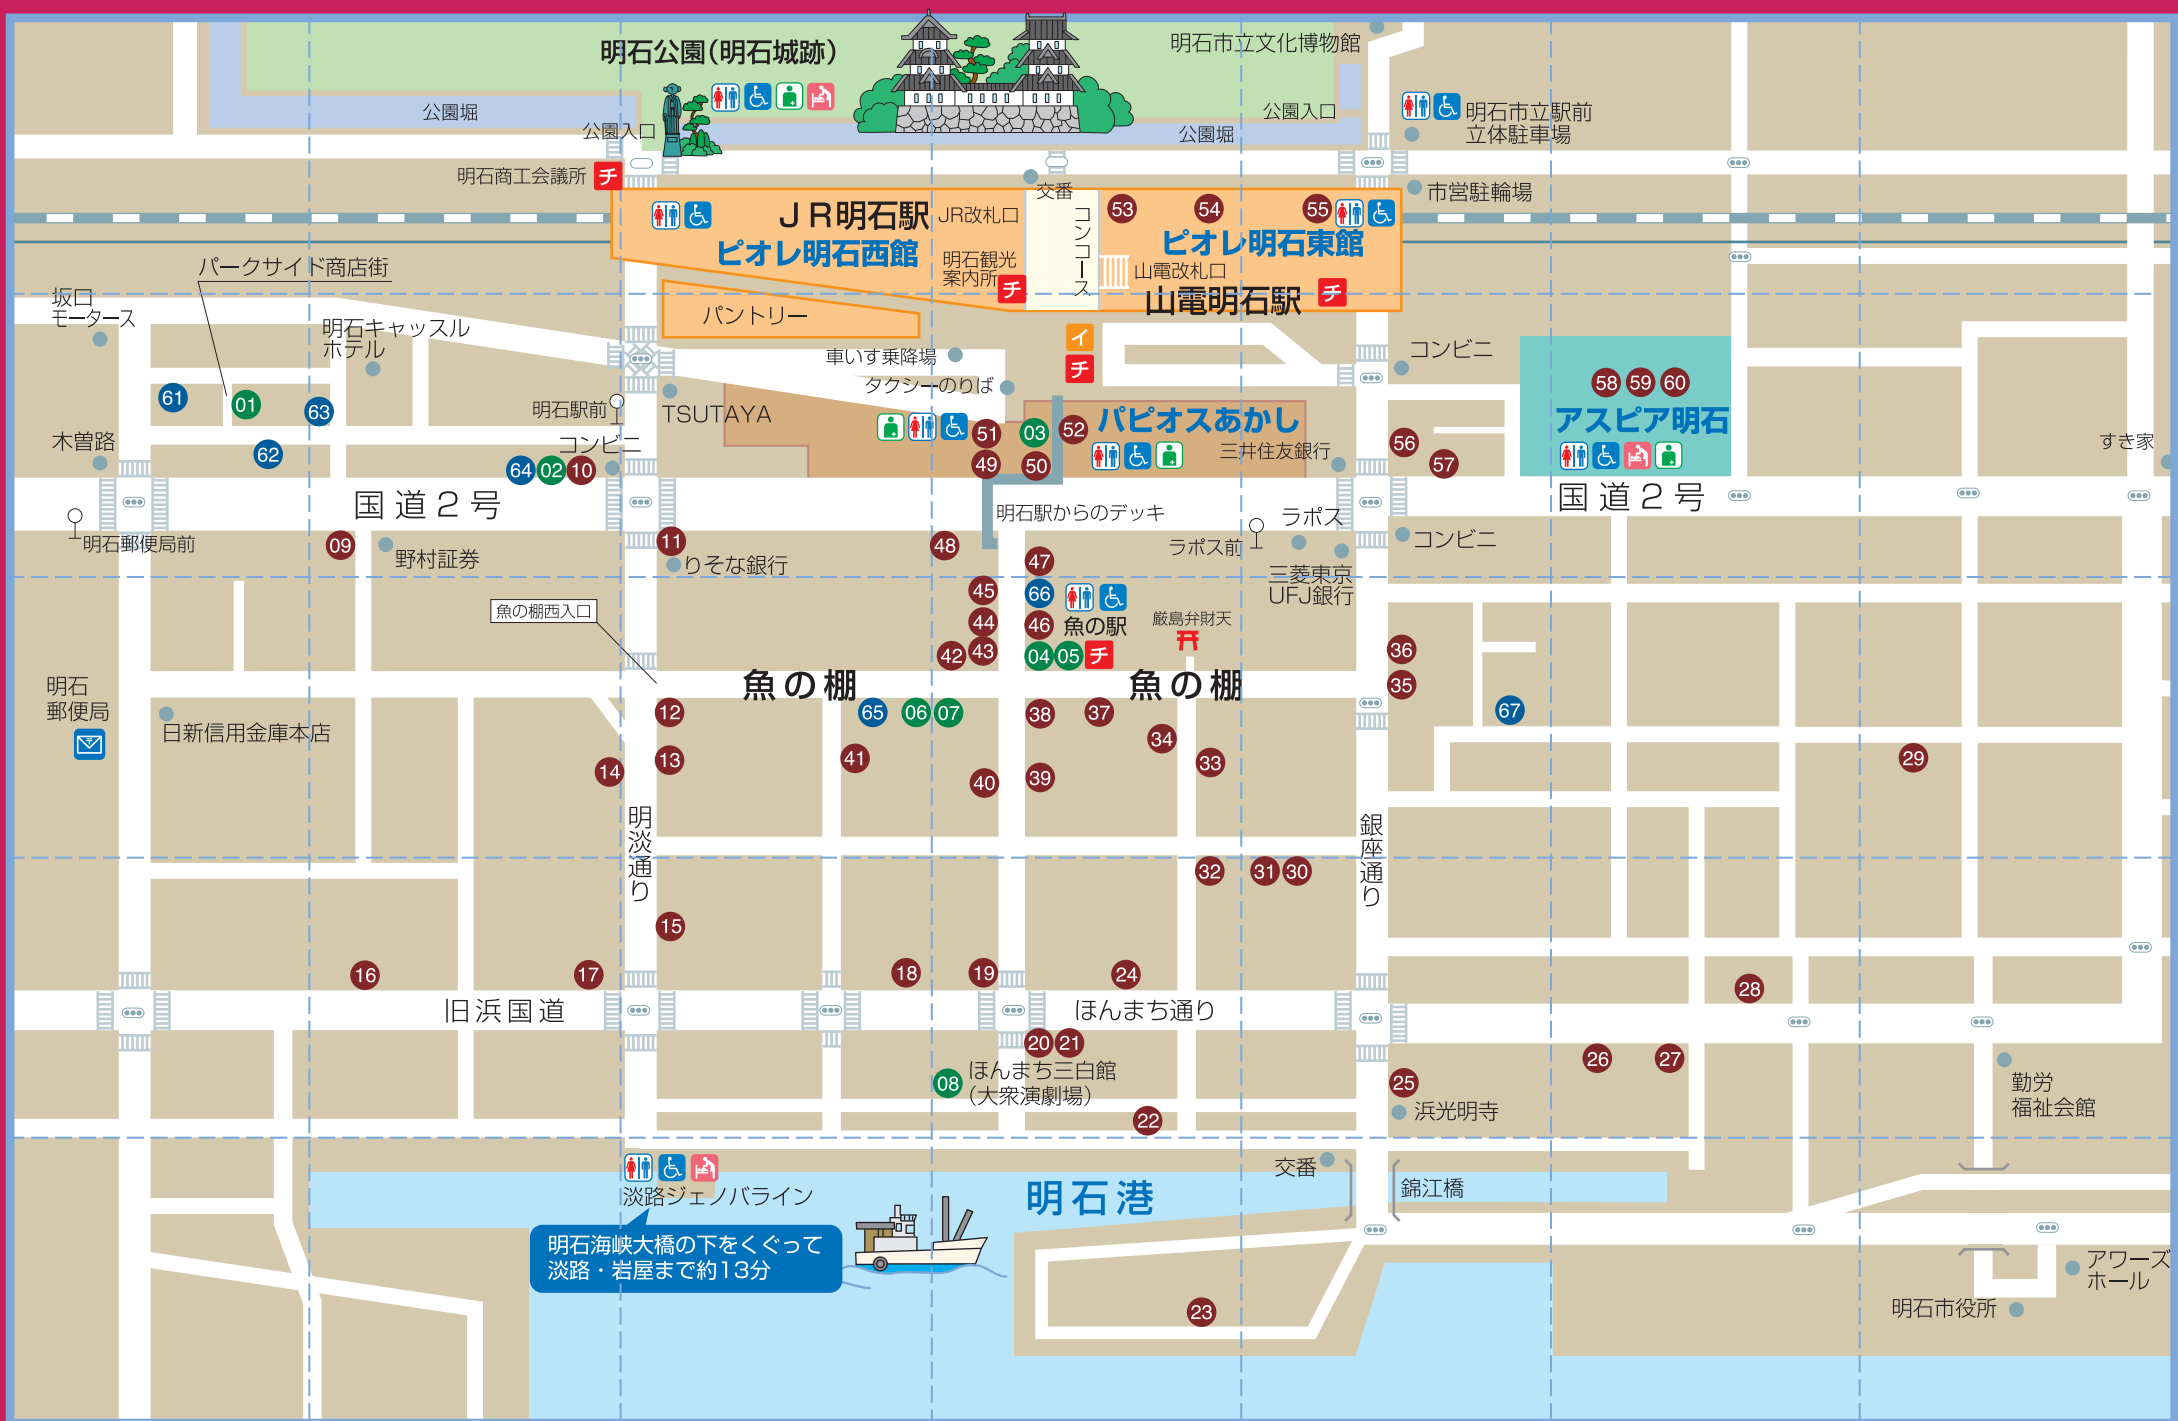 明石公園(明石城跡)
明石市立文化博物館
公園堀
公園入口
公園入口
公園堀
明石市立駅前
立体駐車場
明石商工会議所
チ
交番
市営駐輪場
JR明石駅
JR改札口
ピオレ明石西館
明石観光
案内所
チ
コンコース
53
54
55
ピオレ明石東館
山電改札口
山電明石駅
チ
パークサイド商店街
坂口
モータース
明石キャッスル
ホテル
パントリー
車いす乗降場
タクシーのりば
イ
チ
コンビニ
58
59
60
アスピア明石
61
01
63
62
木曽路
明石駅前
コンビニ
64
02
10
TSUTAYA
51
03
52
49
50
パピオスあかし
三井住友銀行
56
57
すき家
国道2号
国道2号
明石郵便局前
09
野村証券
11
りそな銀行
48
明石駅からのデッキ
ラポス
ラポス前
コンビニ
三菱東京
UFJ銀行
47
45
66
44
46
魚の駅
42
43
04
05
チ
厳島弁財天
魚の棚西入口
36
35
67
魚の棚
魚の棚
明石
郵便局
日新信用金庫本店
12
65
06
07
38
37
34
13
14
41
40
39
33
29
明淡通り
銀座通り
32
31
30
15
16
17
18
19
24
28
旧浜国道
ほんまち通り
20
21
08
ほんまち三白館
(大衆演劇場)
22
25
26
27
浜光明寺
勤労
福祉会館
交番
錦江橋
淡路ジェノバライン
明石港
明石海峡大橋の下をくぐって
淡路・岩屋まで約13分
23
アワーズ
ホール
明石市役所